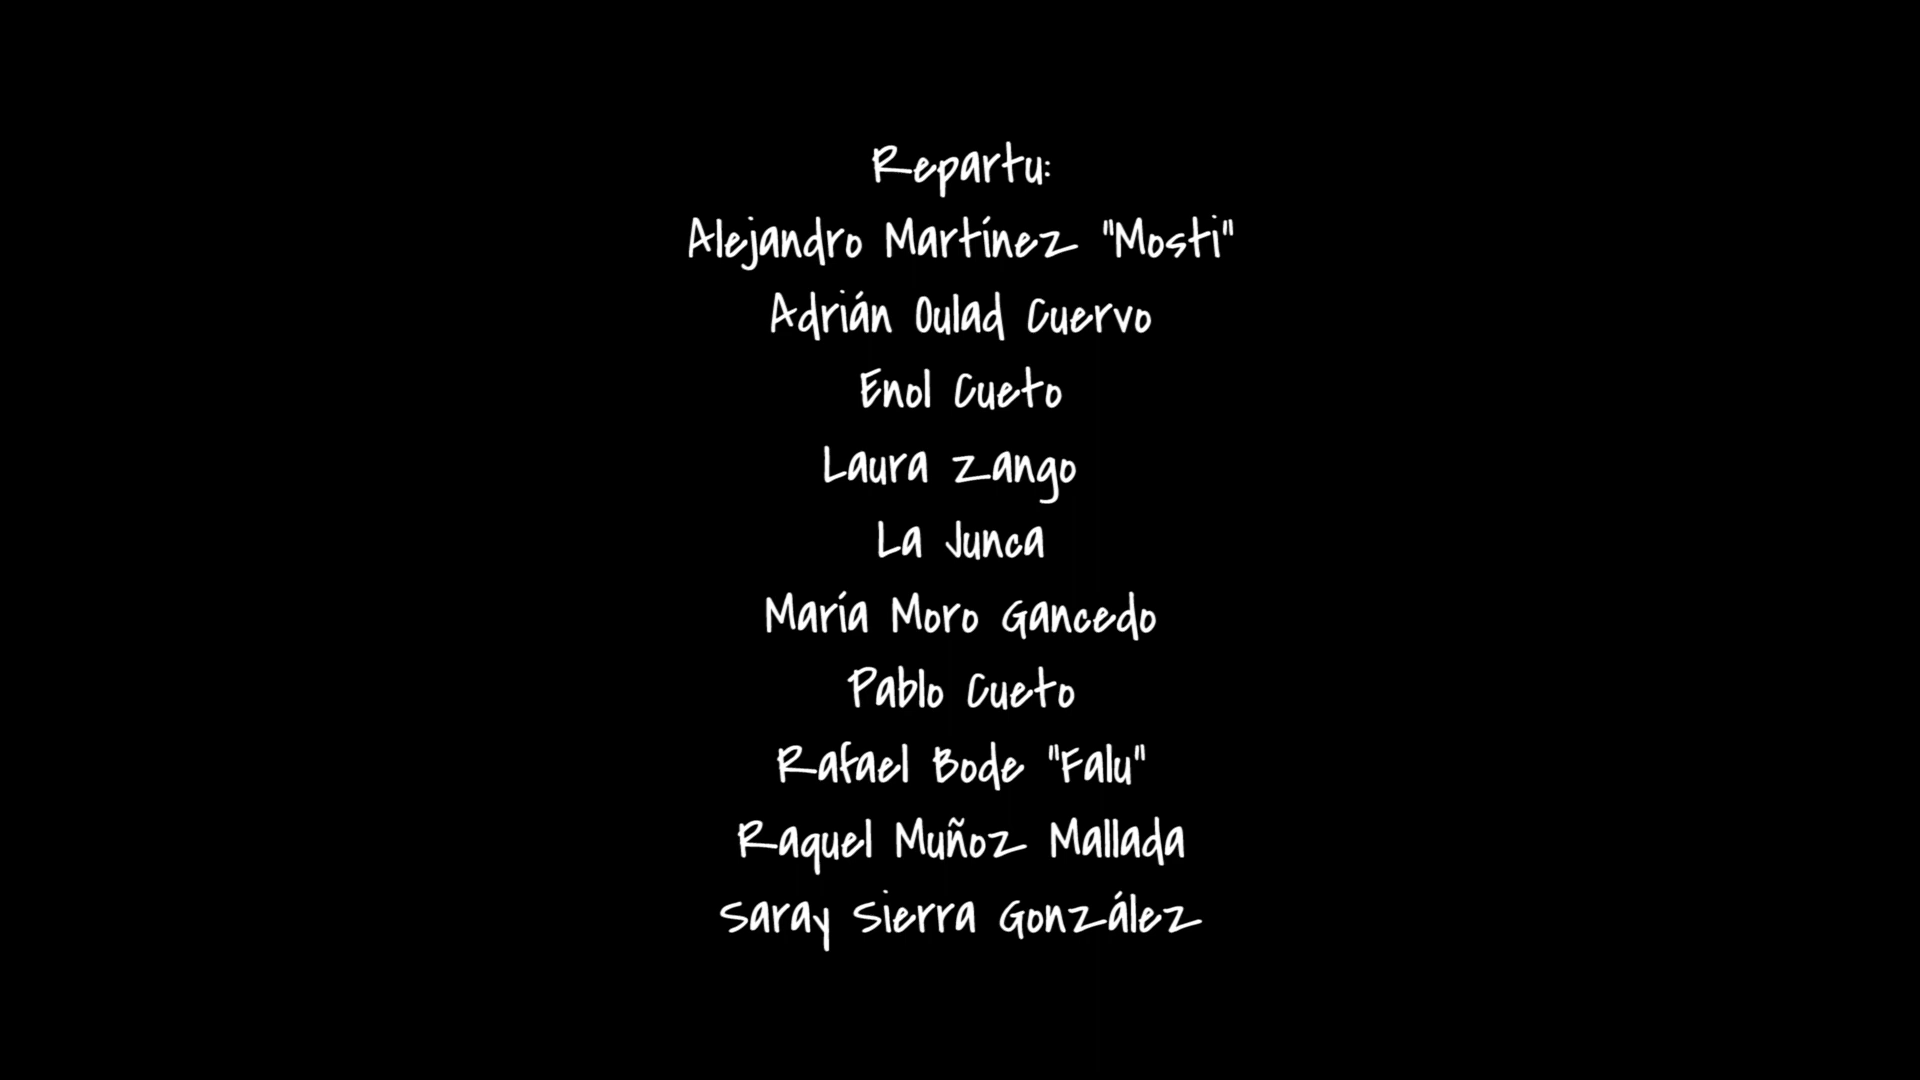 Repartu:
Alejandro Martínez "Mosti"
Adrián Oulad Cuervo
Enol Cueto
Laura Zango
La Junca
María Moro Gancedo
Pablo Cueto
Rafael Bode "Falu"
Raquel Muñoz Mallada
Saray Sierra González